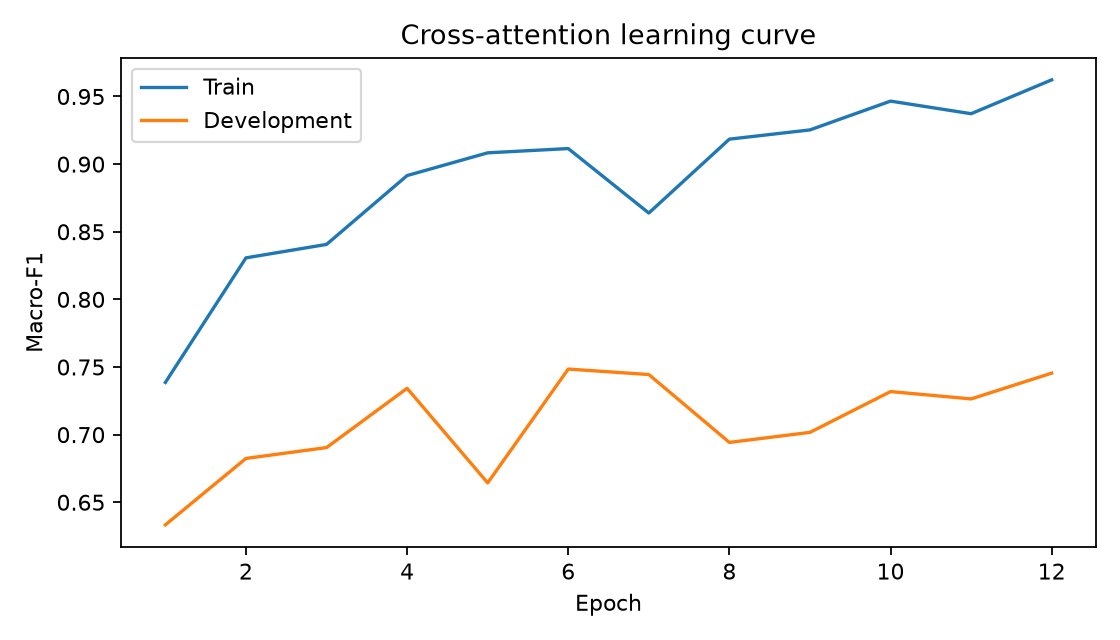 Cross-attention learning curve
Train
Development
Macro-F1
0.95
0.90
0.85
0.80
0.75
0.70
0.65
2 4 6 8 10 12
Epoch